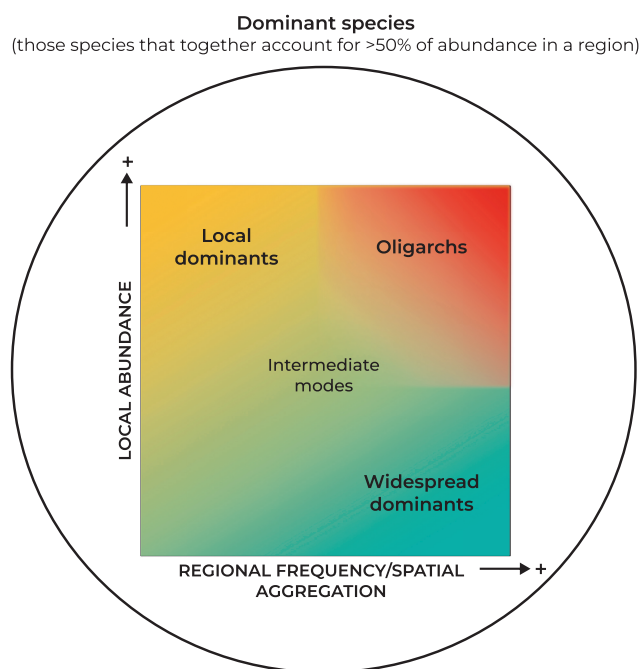 Dominant species
(those species that together account for >50% of abundance in a region)
+
Local
dominants
Oligarchs
LOCAL ABUNDANCE
Intermediate
modes
Widespread
dominants
REGIONAL FREQUENCY/SPATIAL
AGGREGATION
+